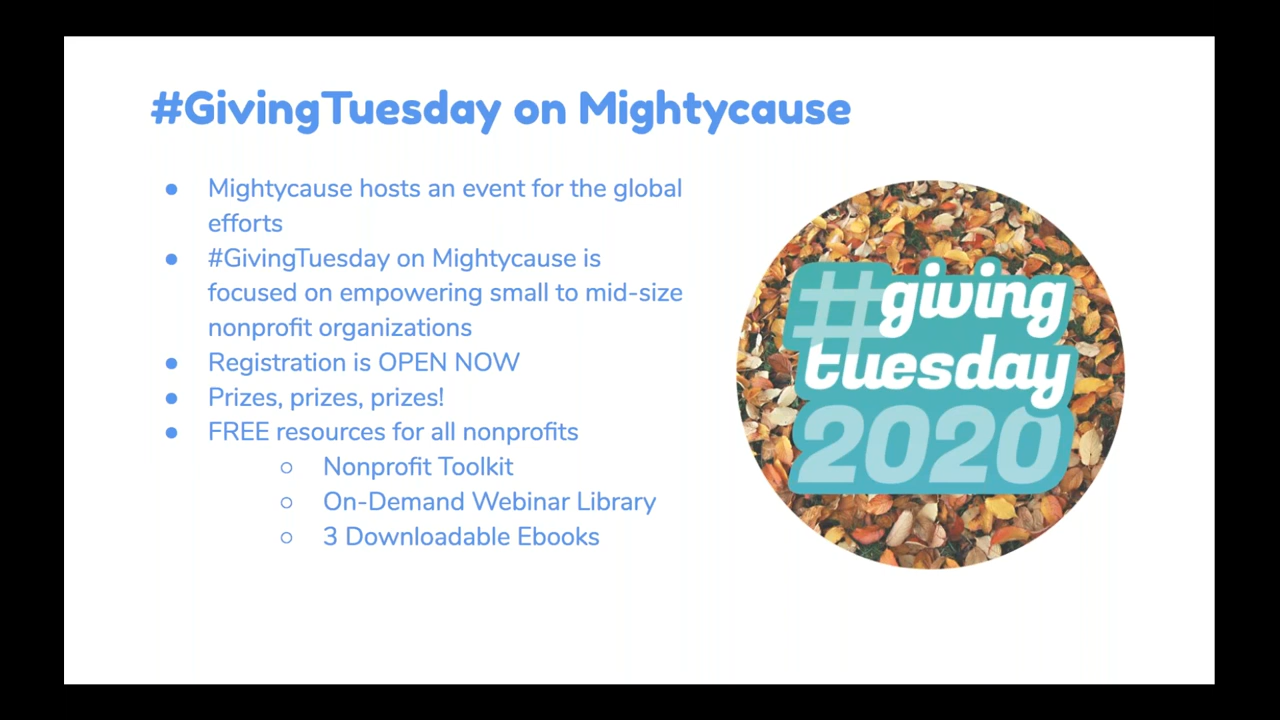 #GivingTuesday on Mightycause
● Mightycause hosts an event for the global
efforts
● #GivingTuesday on Mightycause is
focused on empowering small to mid-size
nonprofit organizations
● Registration is OPEN NOW
● Prizes, prizes, prizes!
● FREE resources for all nonprofits
○ Nonprofit Toolkit
○ On-Demand Webinar Library
○ 3 Downloadable Ebooks
#giving
tuesday
2020